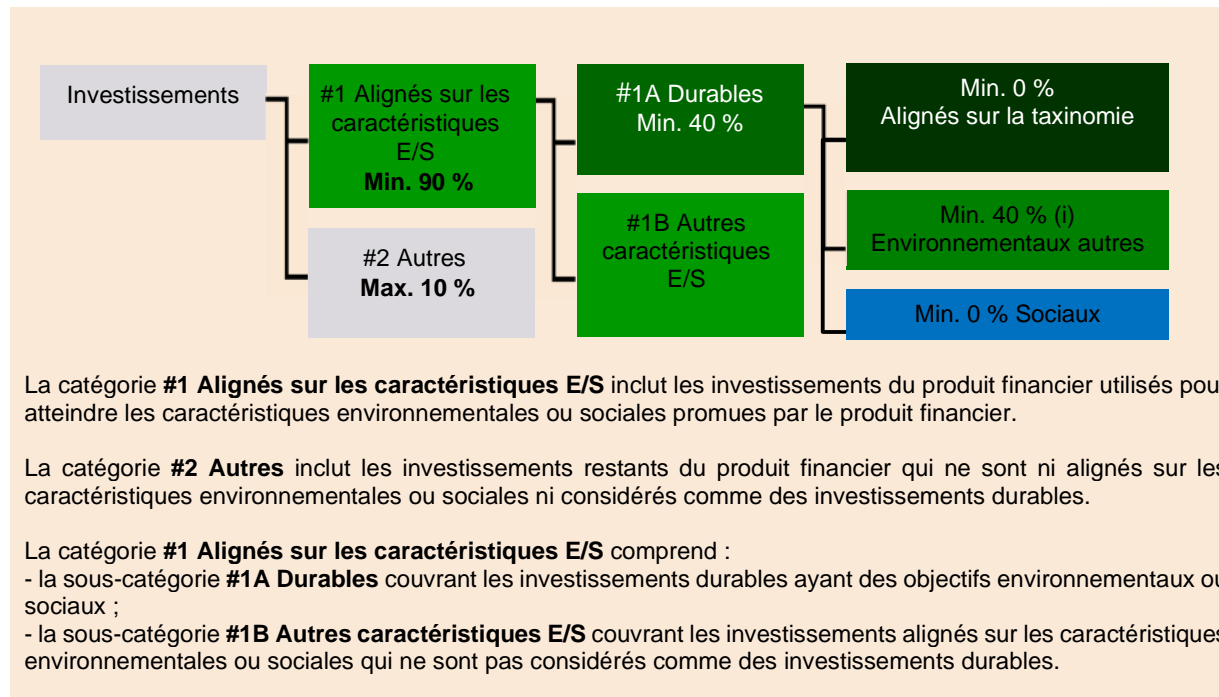 Investissements
#1 Alignés sur les
caractéristiques
E/S
Min. 90 %
#2 Autres
Max. 10 %
#1A Durables
Min. 40 %
#1B Autres
caractéristiques
E/S
Min. 0 %
Alignés sur la taxinomie
Min. 40 % (i)
Environnementaux autres
Min. 0 % Sociaux
La catégorie #1 Alignés sur les caractéristiques E/S inclut les investissements du produit financier utilisés pou
atteindre les caractéristiques environnementales ou sociales promues par le produit financier.
La catégorie #2 Autres inclut les investissements restants du produit financier qui ne sont ni alignés sur les
caractéristiques environnementales ou sociales ni considérés comme des investissements durables.
La catégorie #1 Alignés sur les caractéristiques E/S comprend :
- la sous-catégorie #1A Durables couvrant les investissements durables ayant des objectifs environnementaux ou
sociaux ;
- la sous-catégorie #1B Autres caractéristiques E/S couvrant les investissements alignés sur les caractéristiques
environnementales ou sociales qui ne sont pas considérés comme des investissements durables.